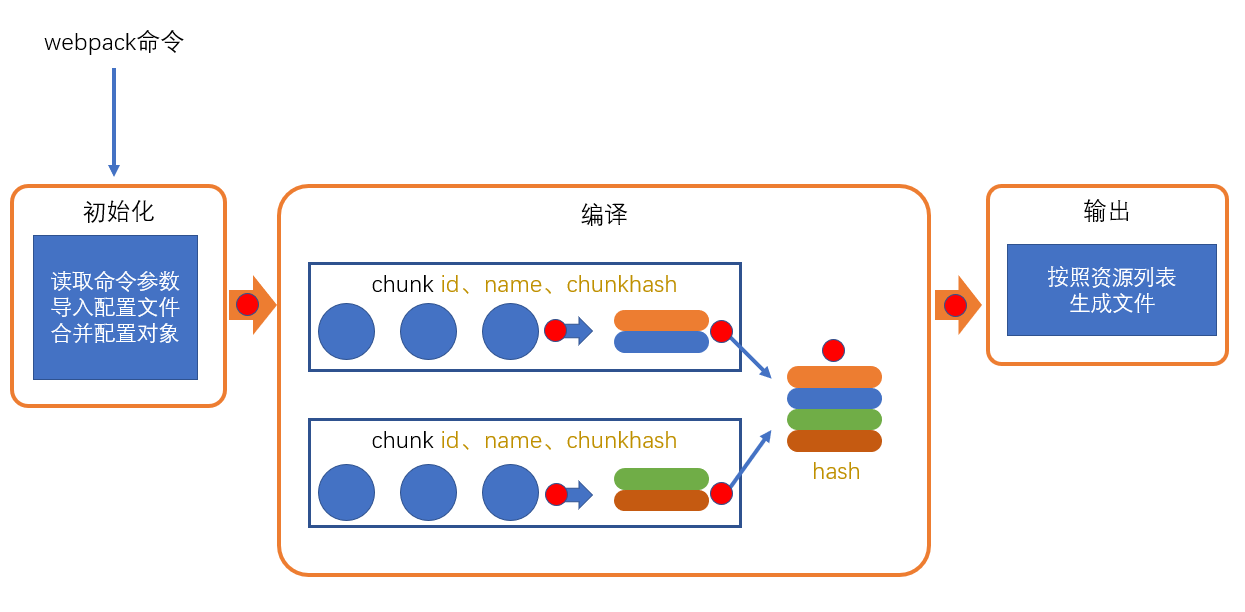 webpack命令
初始化
读取命令参数
导入配置文件
合并配置对象
编译
chunk id、name、chunkhash
chunk id、name、chunkhash
hash
输出
按照资源列表
生成文件